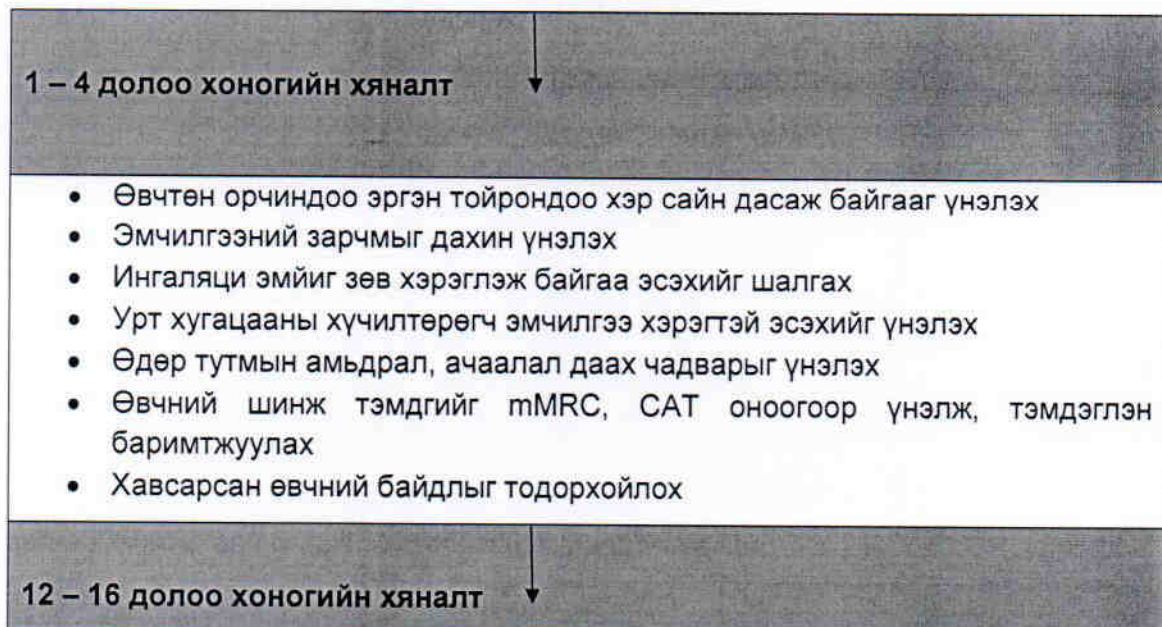 1 – 4 долоо хоногийн хяналт
• Өвчтөн орчиндоо эргэн тойрондоо хэр сайн дасаж байгааг үнэлэх
• Эмчилгээний зарчмыг дахин үнэлэх
• Ингаляци эмийг зөв хэрэглэж байгаа эсэхийг шалгах
• Урт хугацааны хүчилтөрөгч эмчилгээ хэрэгтэй эсэхийг үнэлэх
• Өдөр тутмын амьдрал, ачаалал даах чадварыг үнэлэх
• Өвчний шинж тэмдгийг mMRC, CAT оноогоор үнэлж, тэмдэглэн
баримтжуулах
• Хавсарсан өвчний байдлыг тодорхойлох
12 – 16 долоо хоногийн хяналт